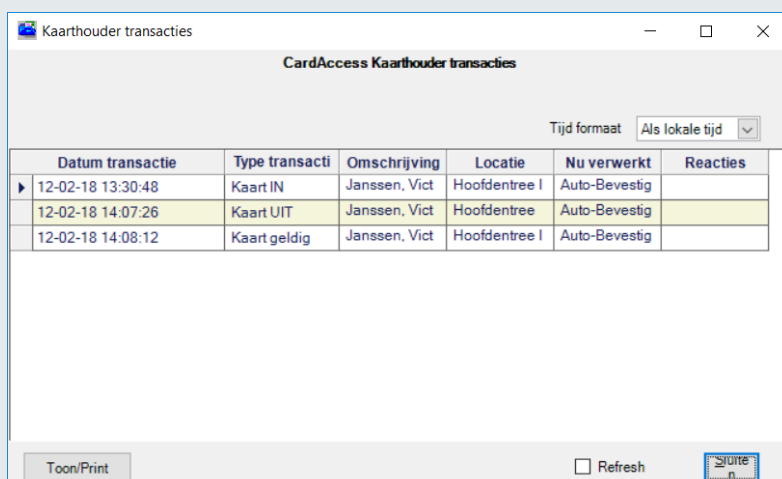 Kaarthouder transacties
CardAccess Kaarthouder transacties
Tijd formaat Als lokale tijd
Datum transactie Type transacti Omschrijving Locatie Nu verwerkt Reacties
12-02-18 13:30:48 Kaart IN Janssen, Vict Hoofdentree I Auto-Bevestig
12-02-18 14:07:26 Kaart UIT Janssen, Vict Hoofdentree Auto-Bevestig
12-02-18 14:08:12 Kaart geldig Janssen, Vict Hoofdentree I Auto-Bevestig
Toon/Print Refresh Sluite
n